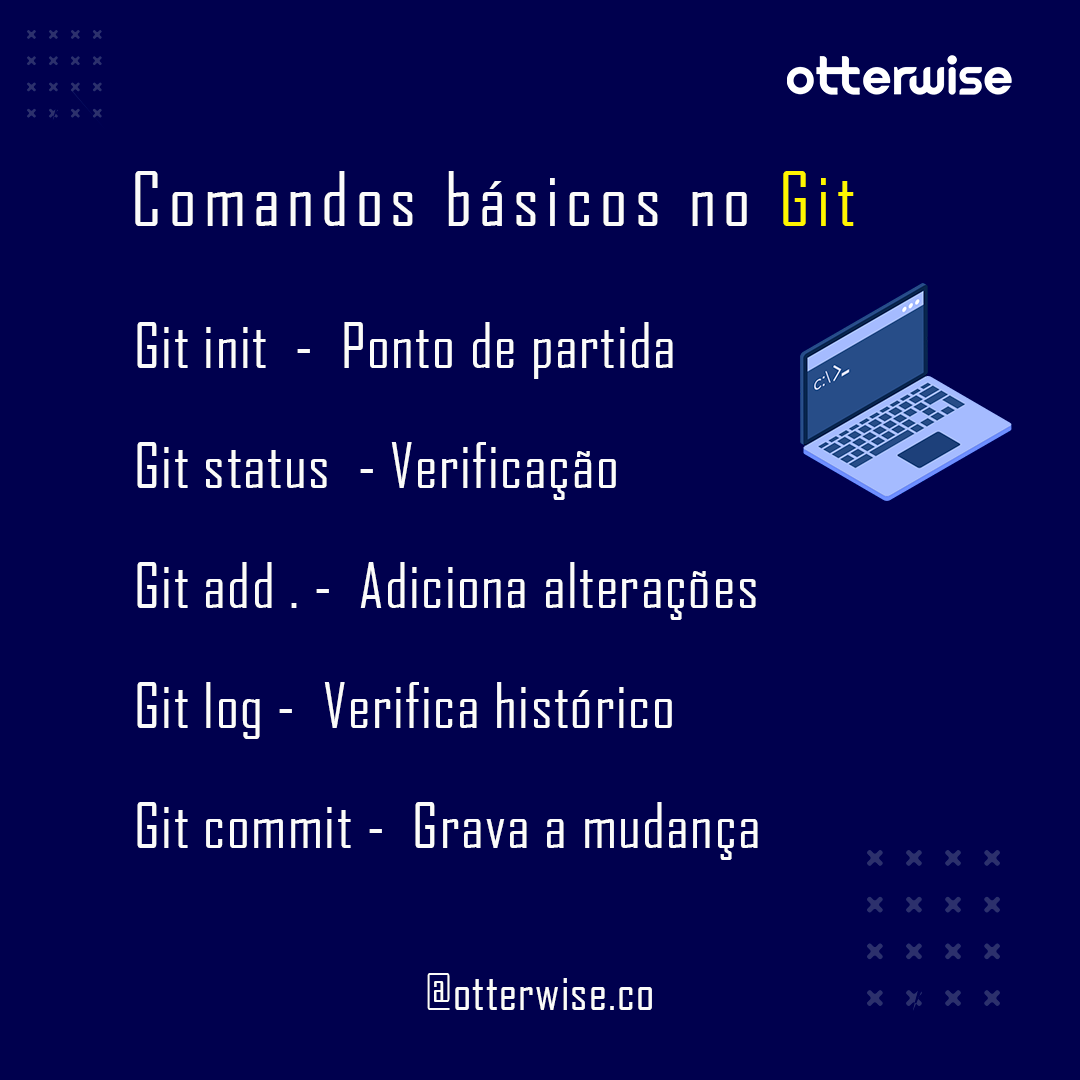 otterwise
Comandos básicos no Git
Git init - Ponto de partida
c:\>_
Git status - Verificação
Git add . - Adiciona alterações
Git log - Verifica histórico
Git commit - Grava a mudança
@otterwise.co